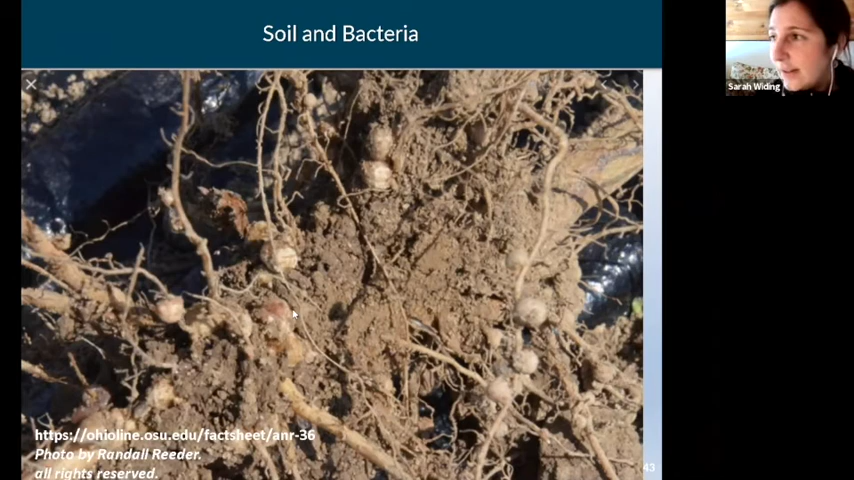 Soil and Bacteria
Sarah Widing
https://ohioline.osu.edu/factsheet/anr-36
Photo by Randall Reeder.
all rights reserved.
43